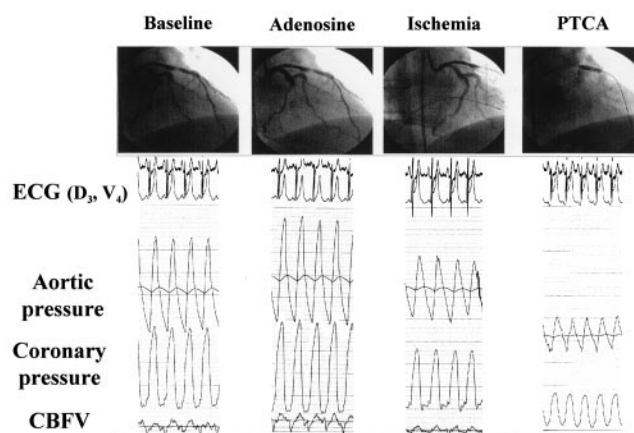 Baseline
Adenosine
Ischemia
PTCA
ECG (D₃, V₄)
Aortic
pressure
Coronary
pressure
CBFV